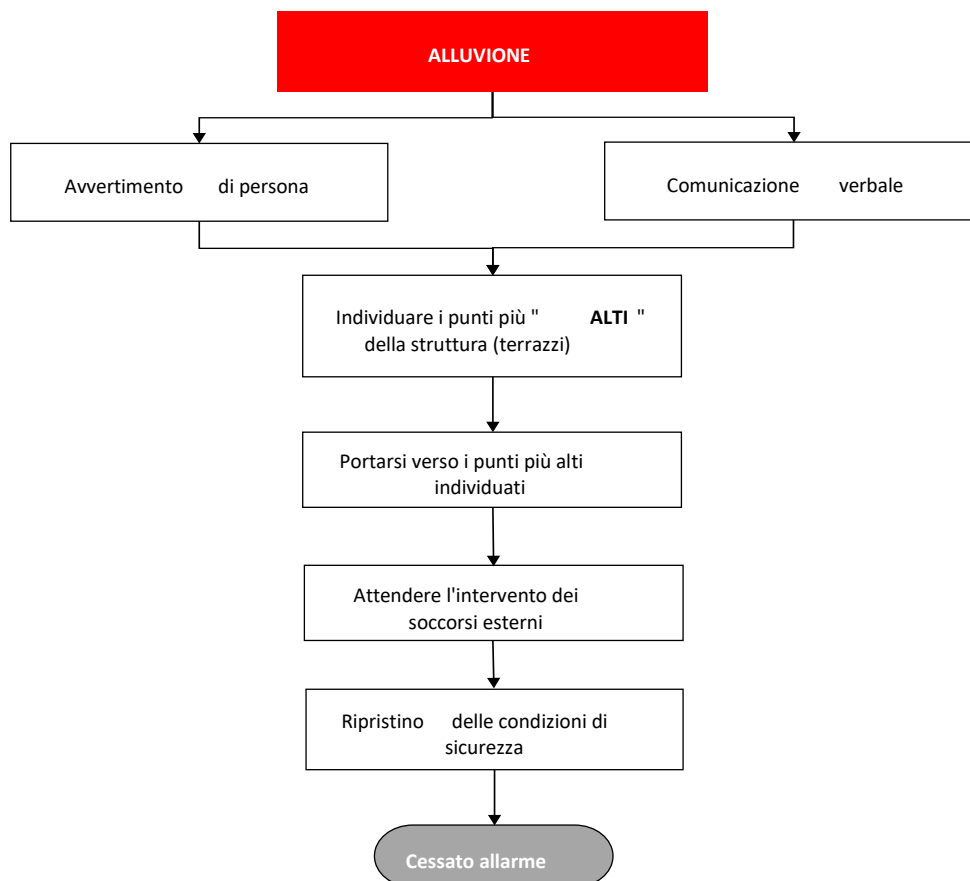 ALLUVIONE
Avvertimento di persona
Comunicazione verbale
Individuare i punti più " ALTI "
della struttura (terrazzi)
Portarsi verso i punti più alti
individuati
Attendere l'intervento dei
soccorsi esterni
Ripristino delle condizioni di
sicurezza
Cessato allarme